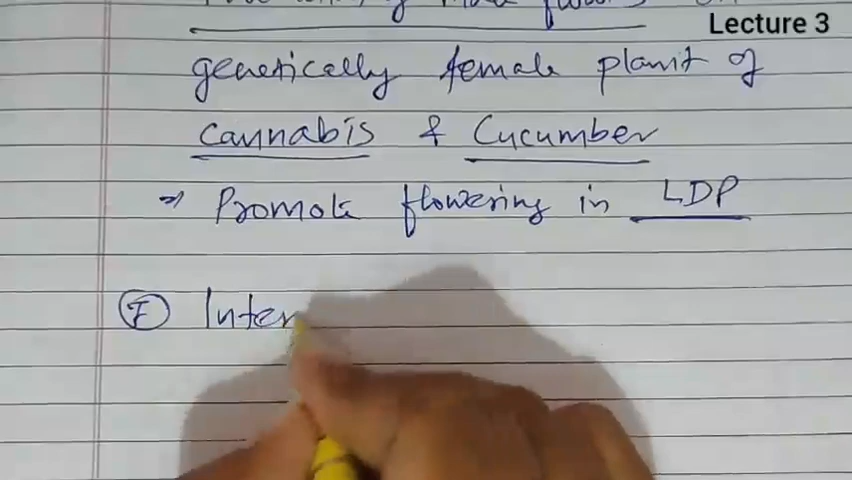 Lecture 3
genetically female plant of
Cannabis & Cucumber
⇒ Promote flowering in LDP
Inter